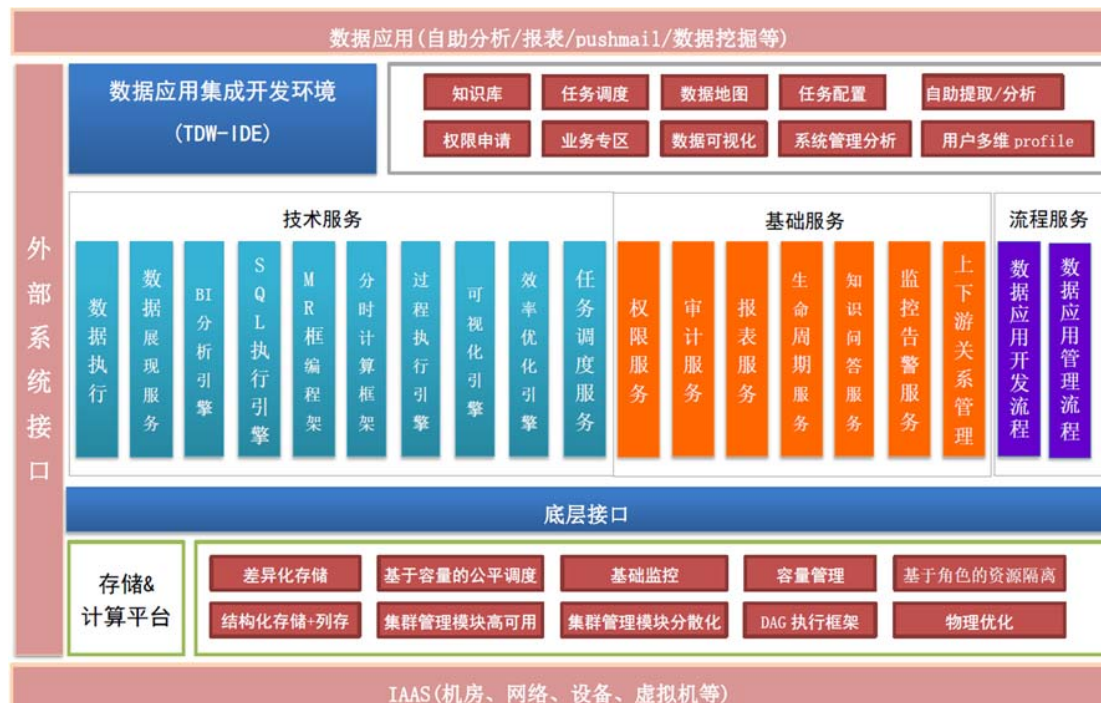 数据应用(自助分析/报表/pushmail/数据挖掘等)
外部系统接口
数据应用集成开发环境
(TDW-IDE)
知识库
任务调度
数据地图
任务配置
自助提取/分析
权限申请
业务专区
数据可视化
系统管理分析
用户多维 profile
技术服务
数据执行
数据展现服务
BI分析引擎
SQL执行引擎
MR框编程架
分时计算框架
过程执行引擎
可视化引擎
效率优化引擎
任务调度服务
基础服务
权限服务
审计服务
报表服务
生命周期服务
知识问答服务
监控告警服务
上下游关系管理
流程服务
数据应用开发流程
数据应用管理流程
底层接口
存储&
计算平台
差异化存储
基于容量的公平调度
基础监控
容量管理
基于角色的资源隔离
结构化存储+列存
集群管理模块高可用
集群管理模块分散化
DAG 执行框架
物理优化
IAAS(机房、网络、设备、虚拟机等)